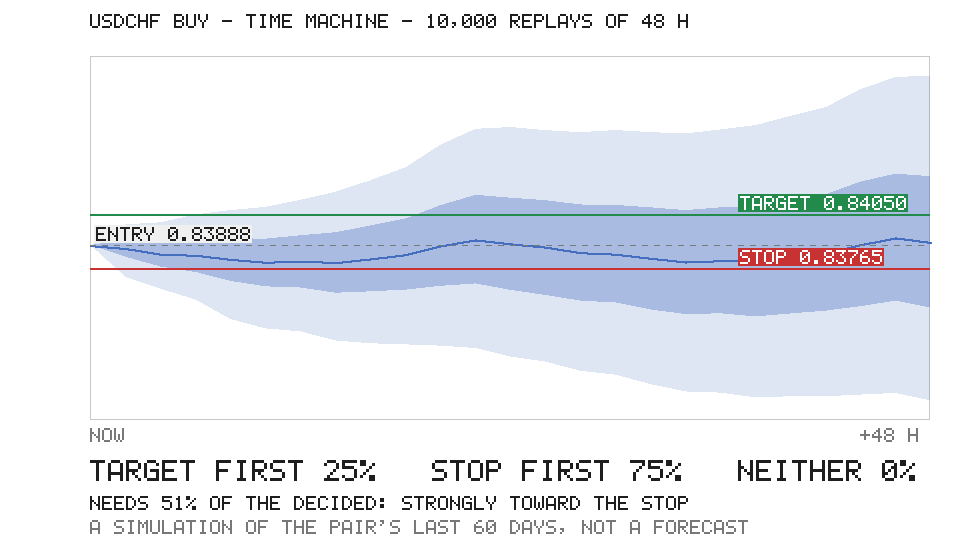 USDCHF BUY - TIME MACHINE - 10,000 REPLAYS OF 48 H
TARGET 0.84050
ENTRY 0.83888
STOP 0.83765
NOW +48 H
TARGET FIRST 25% STOP FIRST 75% NEITHER 0%
NEEDS 51% OF THE DECIDED: STRONGLY TOWARD THE STOP
A SIMULATION OF THE PAIR'S LAST 60 DAYS, NOT A FORECAST